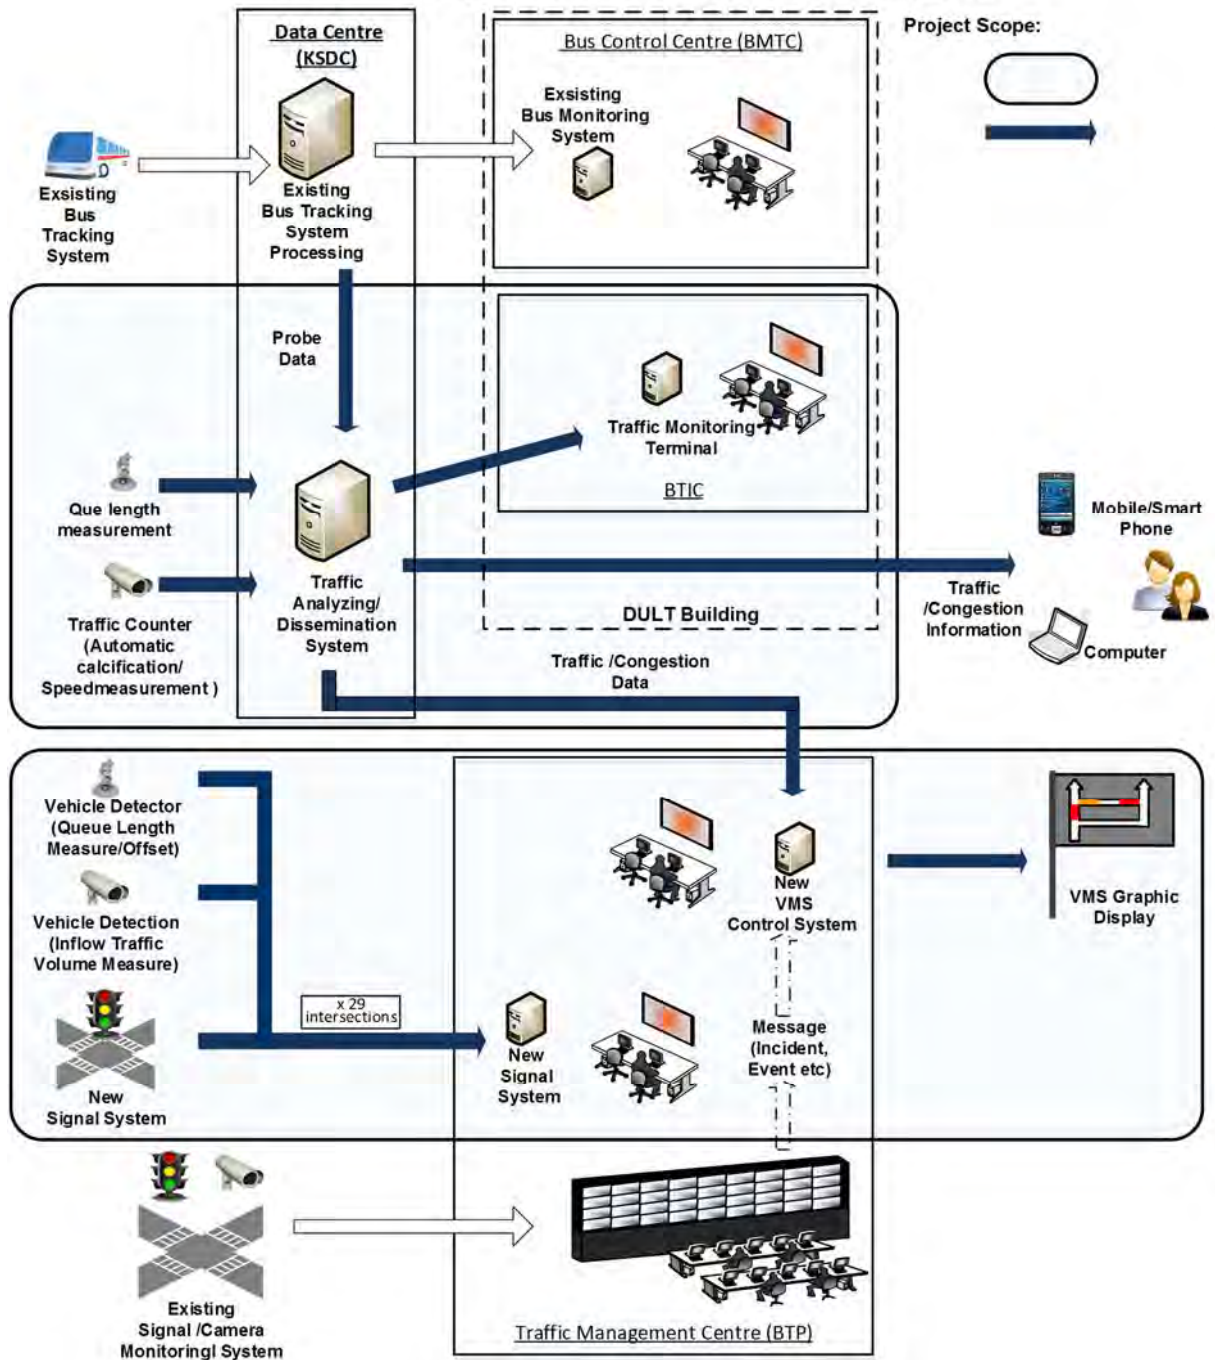 Data Centre
(KSDC)
Bus Control Centre (BMTC)
Project Scope:
Exsisting
Bus Monitoring
System
Exsisting
Bus
Tracking
System
Existing
Bus Tracking
System
Processing
Probe
Data
Traffic Monitoring
Terminal
BTIC
Que length
measurement
Mobile/Smart
Phone
Traffic Counter
(Automatic
calcification/
Speedmeasurement )
Traffic
Analyzing/
Dissemination
System
DULT Building
Traffic
/Congestion
Information
Computer
Traffic /Congestion
Data
Vehicle Detector
(Queue Length
Measure/Offset)
New
VMS
Control System
VMS Graphic
Display
Vehicle Detection
(Inflow Traffic
Volume Measure)
x 29
intersections
New
Signal
System
Message
(Incident,
Event etc)
New
Signal System
Existing
Signal /Camera
Monitoringl System
Traffic Management Centre (BTP)